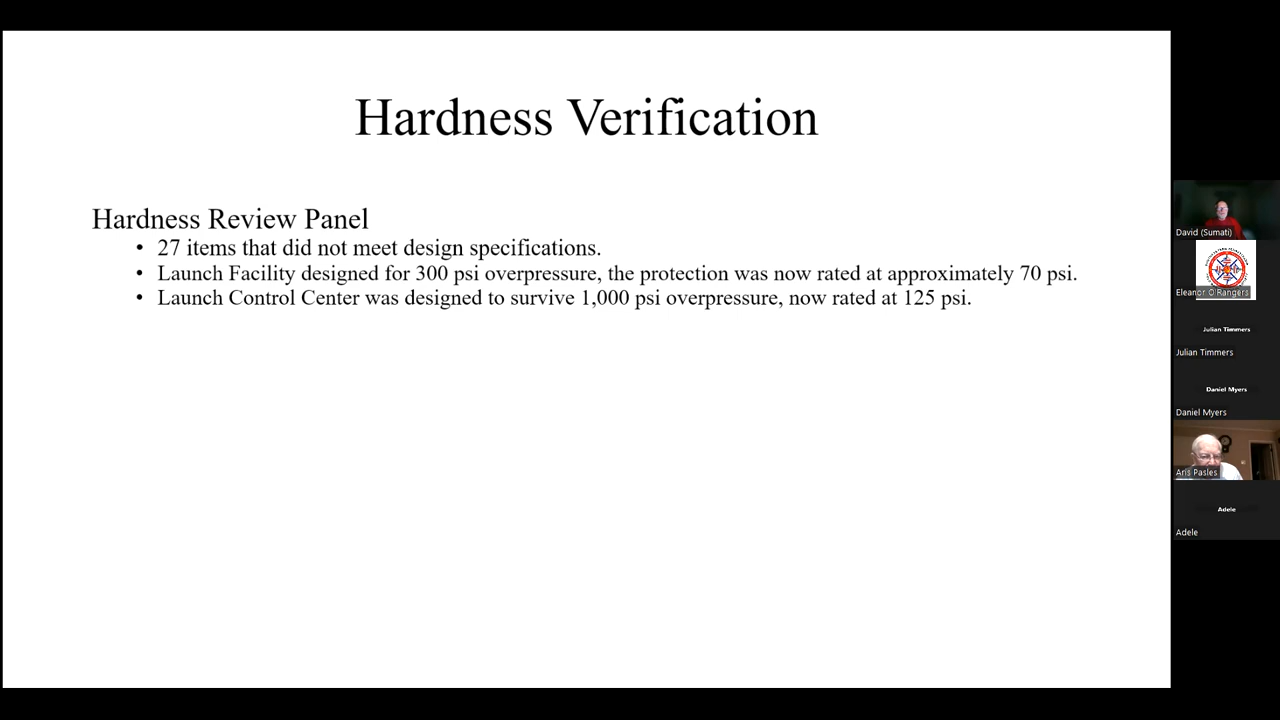 Hardness Verification
Hardness Review Panel
• 27 items that did not meet design specifications.
• Launch Facility designed for 300 psi overpressure, the protection was now rated at approximately 70 psi.
• Launch Control Center was designed to survive 1,000 psi overpressure, now rated at 125 psi.
David (Sumati)
Eleanor O'Rangers
Julian Timmers
Julian Timmers
Daniel Myers
Daniel Myers
Aris Pasles
Adele
Adele